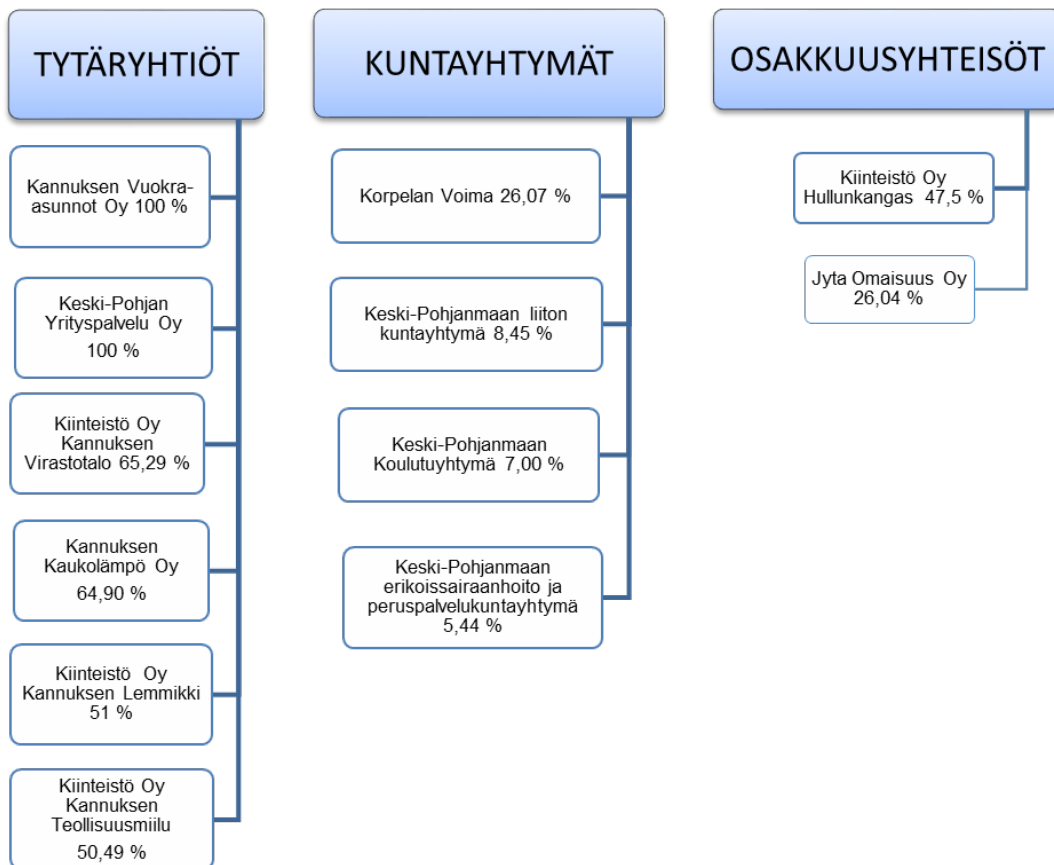 TYTÄRYHTIÖT
Kannuksen Vuokra-
asunnot Oy 100 %
Keski-Pohjan
Yrityspalvelu Oy
100 %
Kiinteistö Oy
Kannuksen
Virastotalo 65,29 %
Kannuksen
Kaukolämpö Oy
64,90 %
Kiinteistö Oy
Kannuksen Lemmikki
51 %
Kiinteistö Oy
Kannuksen
Teollisuusmiilu
50,49 %
KUNTAYHTYMÄT
Korpelan Voima 26,07 %
Keski-Pohjanmaan liiton
kuntayhtymä 8,45 %
Keski-Pohjanmaan
Koulutuyhtymä 7,00 %
Keski-Pohjanmaan
erikoissairaanhoito ja
peruspalvelukuntayhtymä
5,44 %
OSAKKUUSYHTEISÖT
Kiinteistö Oy
Hullunkangas 47,5 %
Jyta Omaisuus Oy
26,04 %